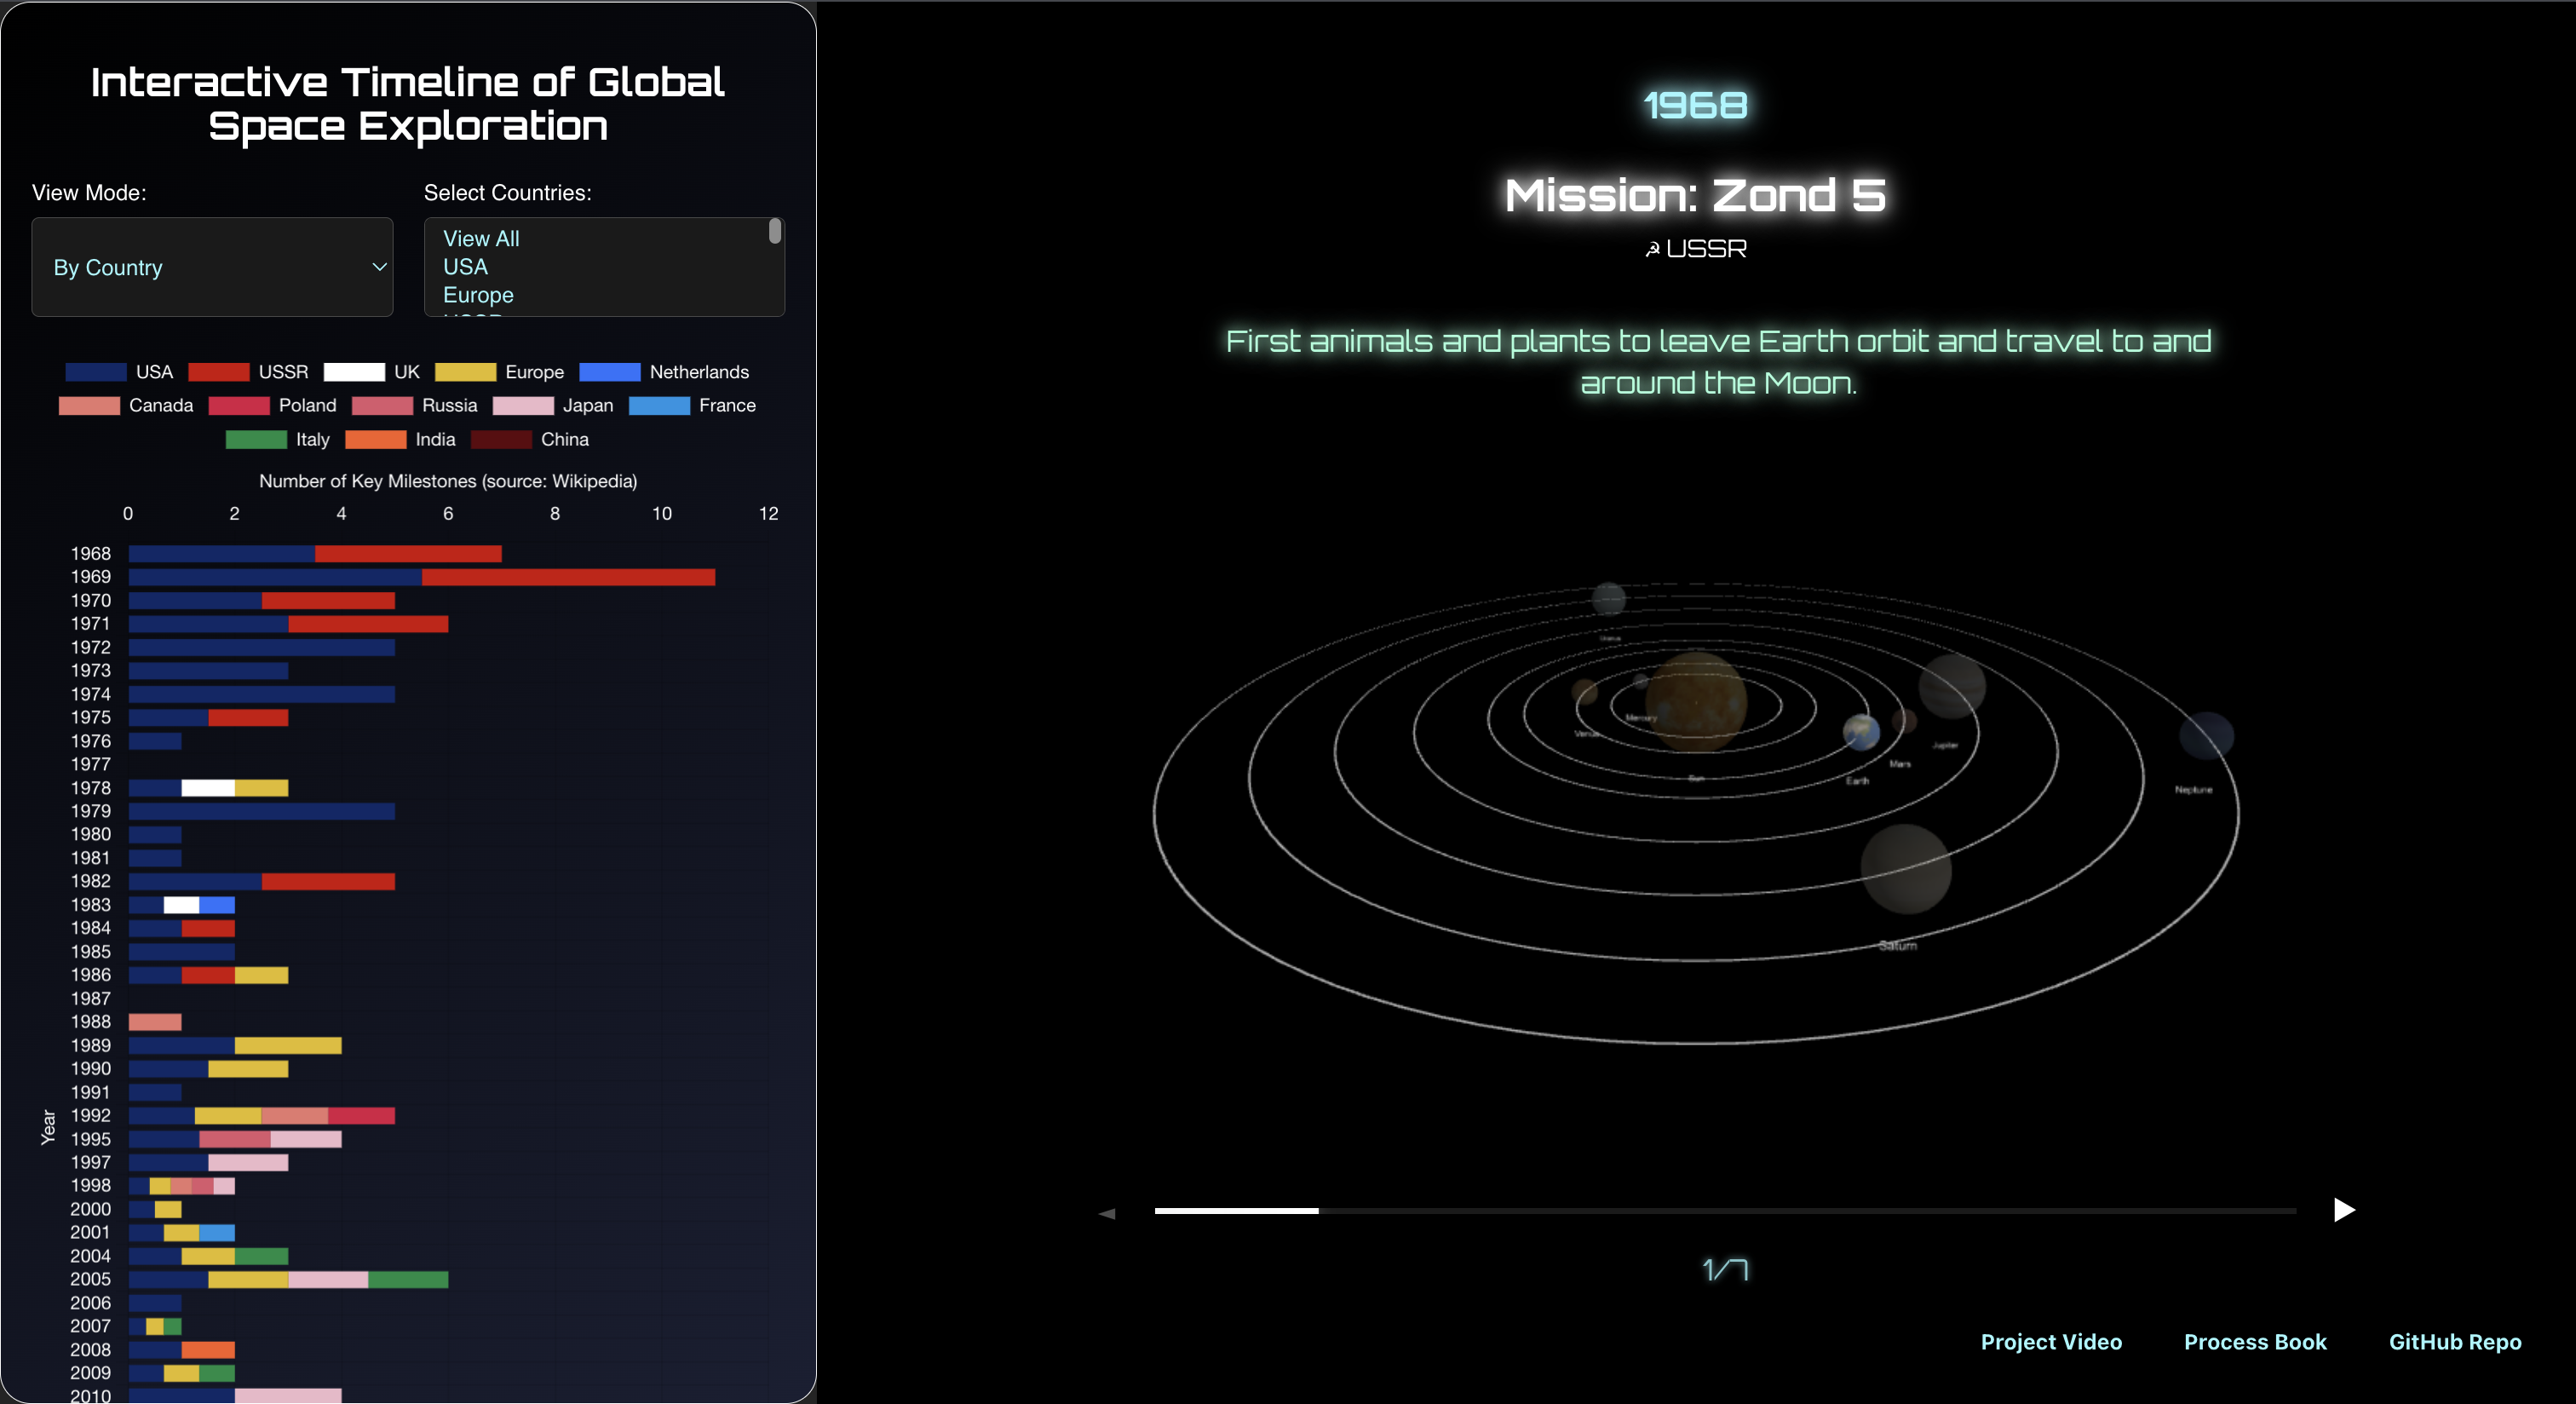 Interactive Timeline of Global
Space Exploration
View Mode:
Select Countries:
By Country
View All
USA
Europe
USA
USSR
UK
Europe
Netherlands
Canada
Poland
Russia
Japan
France
Italy
India
China
Number of Key Milestones (source: Wikipedia)
0 2 4 6 8 10 12
Year
1968
1969
1970
1971
1972
1973
1974
1975
1976
1977
1978
1979
1980
1981
1982
1983
1984
1985
1986
1987
1988
1989
1990
1991
1992
1995
1997
1998
2000
2001
2004
2005
2006
2007
2008
2009
2010
1968
Mission: Zond 5
☭ USSR
First animals and plants to leave Earth orbit and travel to and
around the Moon.
Uranus
Mercury
Venus
Sun
Earth
Mars
Jupiter
Neptune
Saturn
1/7
Project Video
Process Book
GitHub Repo